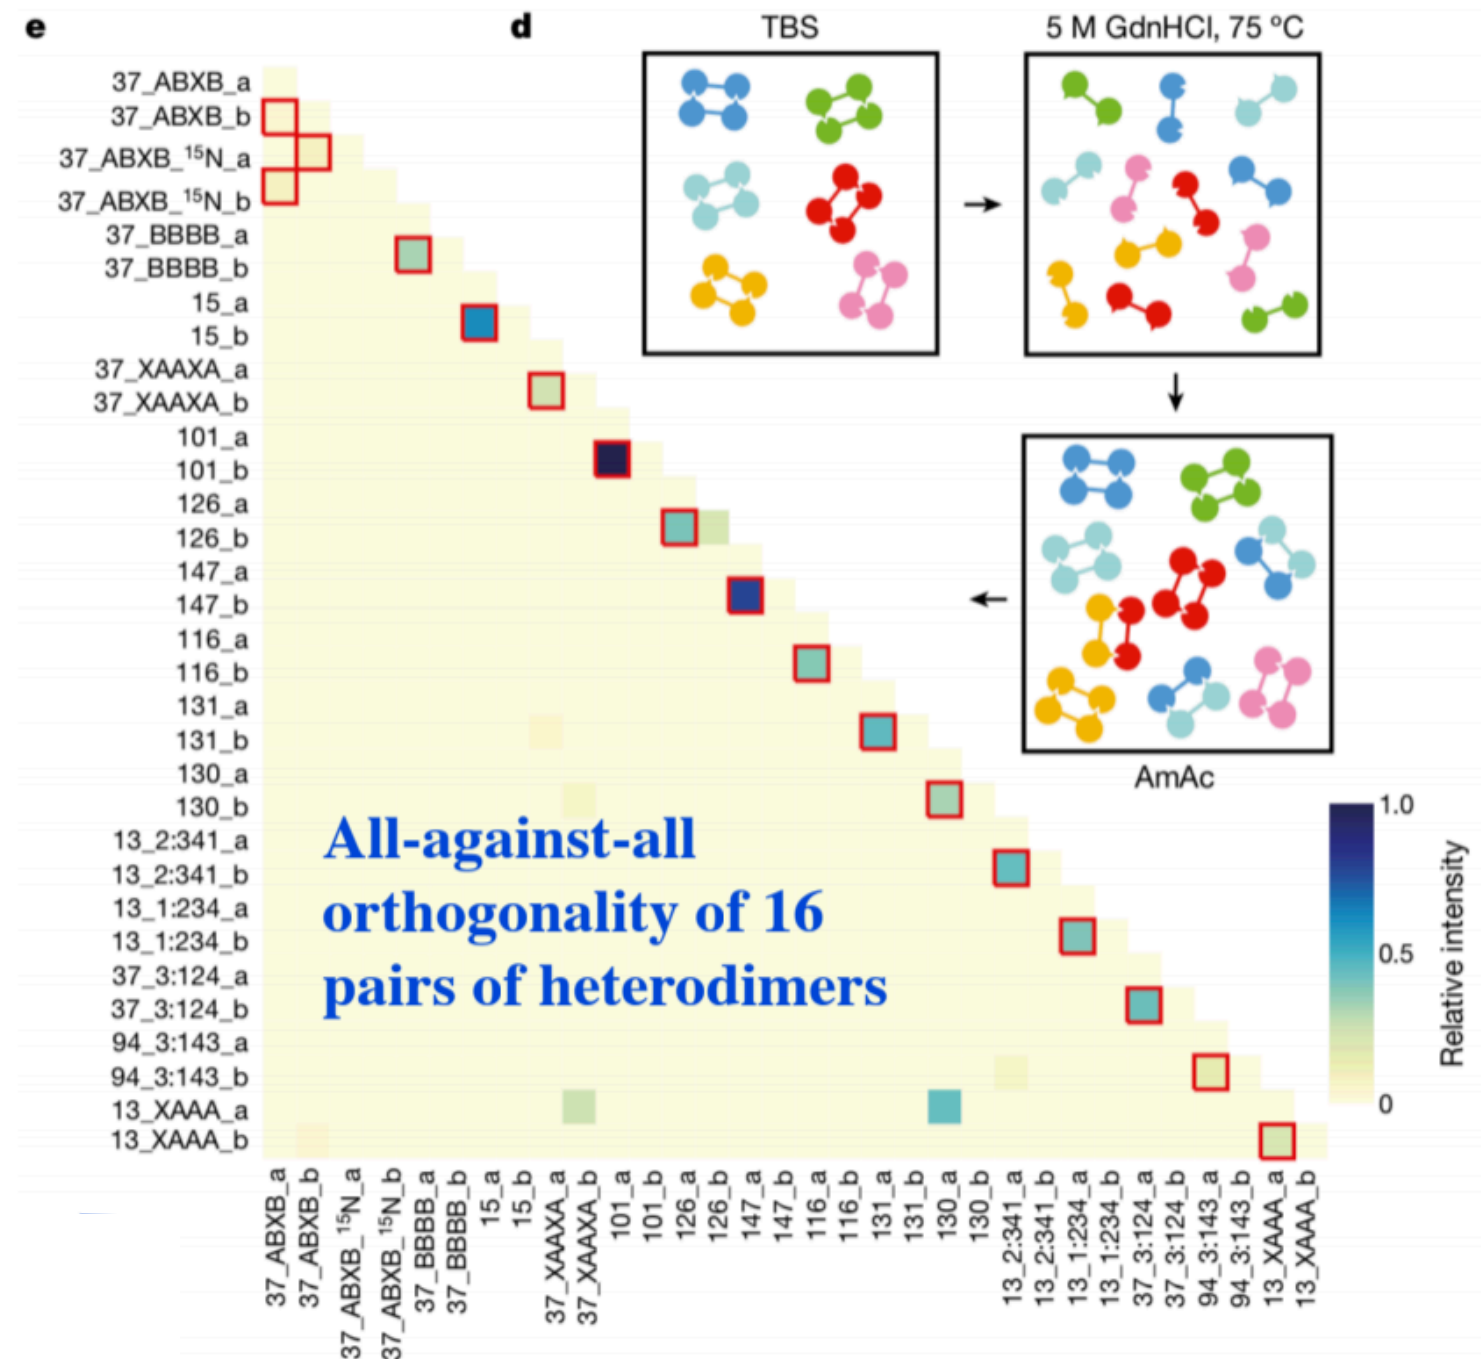 e
d
TBS
5 M GdnHCl, 75 ºC
37_ABXB_a
37_ABXB_b
37_ABXB_¹⁵N_a
37_ABXB_¹⁵N_b
37_BBBB_a
37_BBBB_b
15_a
15_b
37_XAAXA_a
37_XAAXA_b
101_a
101_b
126_a
126_b
147_a
147_b
116_a
116_b
131_a
131_b
130_a
130_b
13_2:341_a
13_2:341_b
13_1:234_a
13_1:234_b
37_3:124_a
37_3:124_b
94_3:143_a
94_3:143_b
13_XAAA_a
13_XAAA_b
All-against-all
orthogonality of 16
pairs of heterodimers
AmAc
1.0
0.5
0
Relative intensity
37_ABXB_a
37_ABXB_b
37_ABXB_¹⁵N_a
37_ABXB_¹⁵N_b
37_BBBB_a
37_BBBB_b
15_a
15_b
37_XAAXA_a
37_XAAXA_b
101_a
101_b
126_a
126_b
147_a
147_b
116_a
116_b
131_a
131_b
130_a
130_b
13_2:341_a
13_2:341_b
13_1:234_a
13_1:234_b
37_3:124_a
37_3:124_b
94_3:143_a
94_3:143_b
13_XAAA_a
13_XAAA_b